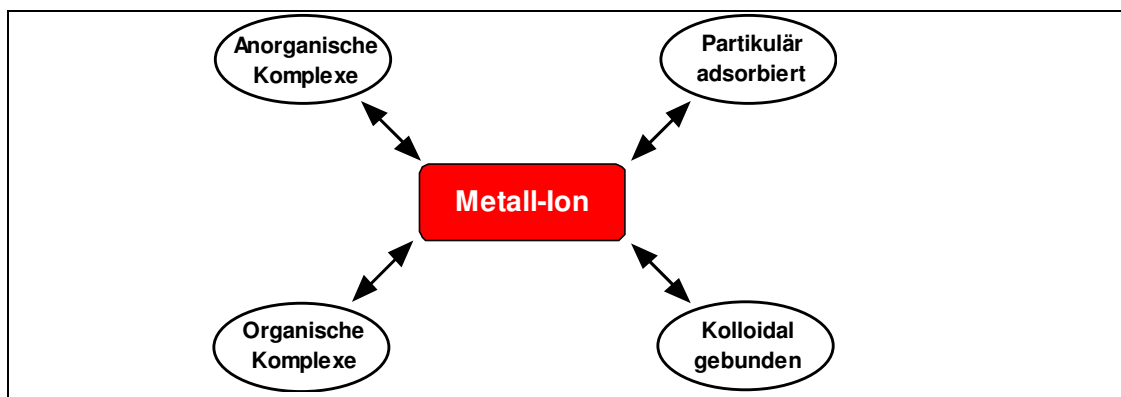 Anorganische
Komplexe
Partikulär
adsorbiert
Metall-Ion
Organische
Komplexe
Kolloidal
gebunden